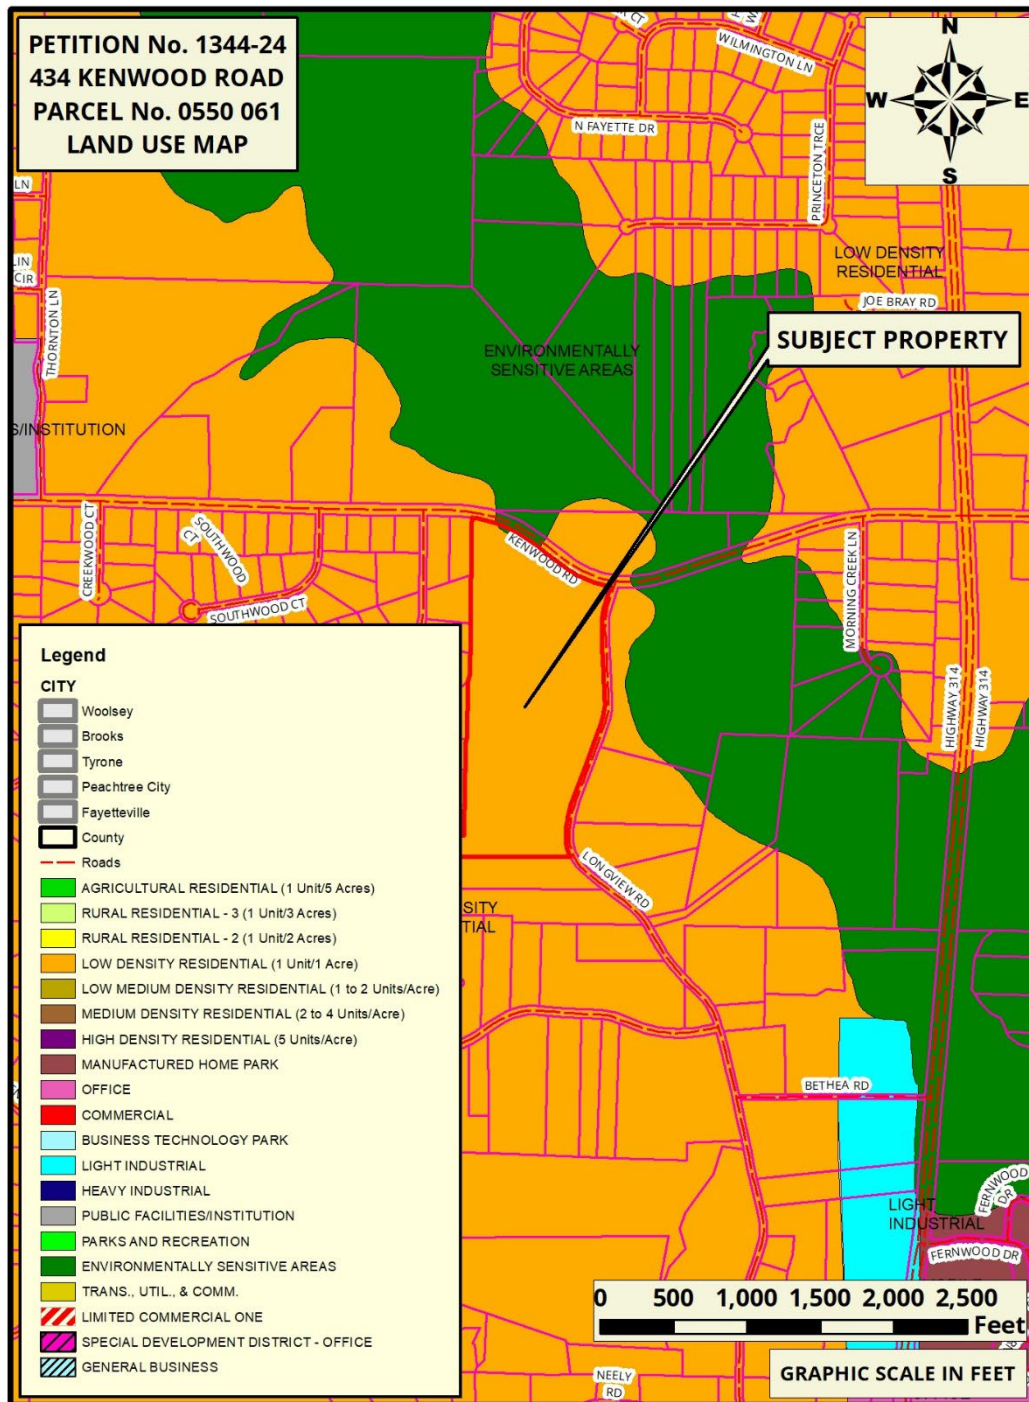 PETITION No. 1344-24
434 KENWOOD ROAD
PARCEL No. 0550 061
LAND USE MAP
CT
WILMINGTON LN
N FAYETTE DR
PRINCETON TRCE
N
W
E
S
LN
LIN
CIR
THORNTON LN
LOW DENSITY
RESIDENTIAL
JOE BRAY RD
SUBJECT PROPERTY
ENVIRONMENTALLY
SENSITIVE AREAS
S/INSTITUTION
CREEKWOOD CT
SOUTHWOOD
CT
SOUTHWOOD CT
KENWOOD RD
MORNING CREEK LN
HIGHWAY 314
HIGHWAY 314
LONGVIEW RD
SITY
TIAL
BETHEA RD
LIGHT
INDUSTRIAL
FERNWOOD
DR
FERNWOOD DR
NEELY
RD
Legend
CITY
Woolsey
Brooks
Tyrone
Peachtree City
Fayetteville
County
Roads
AGRICULTURAL RESIDENTIAL (1 Unit/5 Acres)
RURAL RESIDENTIAL - 3 (1 Unit/3 Acres)
RURAL RESIDENTIAL - 2 (1 Unit/2 Acres)
LOW DENSITY RESIDENTIAL (1 Unit/1 Acre)
LOW MEDIUM DENSITY RESIDENTIAL (1 to 2 Units/Acre)
MEDIUM DENSITY RESIDENTIAL (2 to 4 Units/Acre)
HIGH DENSITY RESIDENTIAL (5 Units/Acre)
MANUFACTURED HOME PARK
OFFICE
COMMERCIAL
BUSINESS TECHNOLOGY PARK
LIGHT INDUSTRIAL
HEAVY INDUSTRIAL
PUBLIC FACILITIES/INSTITUTION
PARKS AND RECREATION
ENVIRONMENTALLY SENSITIVE AREAS
TRANS., UTIL., & COMM.
LIMITED COMMERCIAL ONE
SPECIAL DEVELOPMENT DISTRICT - OFFICE
GENERAL BUSINESS
0 500 1,000 1,500 2,000 2,500
Feet
GRAPHIC SCALE IN FEET